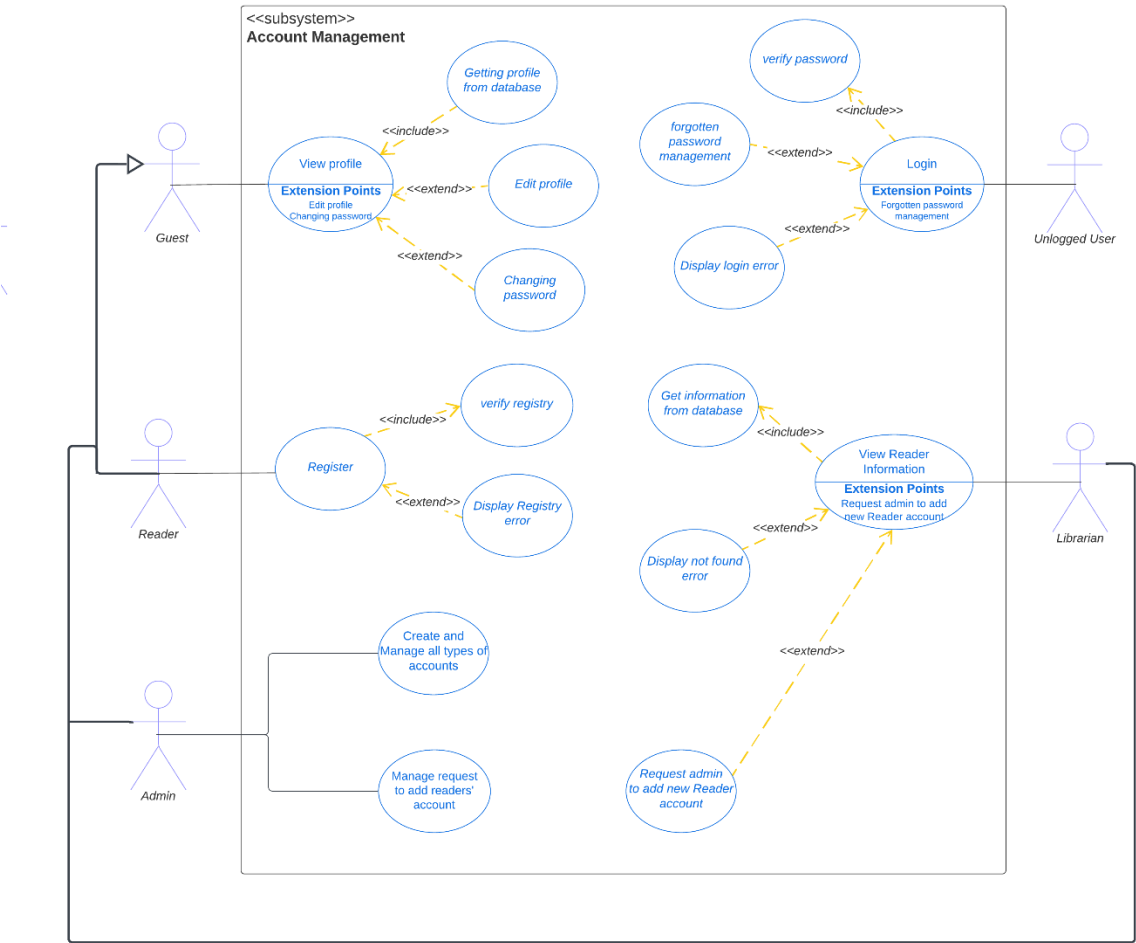 <<subsystem>>
Account Management
Getting profile
from database
<<include>>
View profile
Extension Points
Edit profile
Changing password
<<extend>>
Edit profile
<<extend>>
Changing
password
Guest
verify password
<<include>>
forgotten
password
management
<<extend>>
Login
Extension Points
Forgotten password
management
<<extend>>
Display login error
Unlogged User
verify registry
<<include>>
Register
<<extend>>
Display Registry
error
Reader
Get information
from database
<<include>>
View Reader
Information
Extension Points
Request admin to add
new Reader account
<<extend>>
Display not found
error
Librarian
<<extend>>
Create and
Manage all types of
accounts
Admin
Manage request
to add readers'
account
Request admin
to add new Reader
account